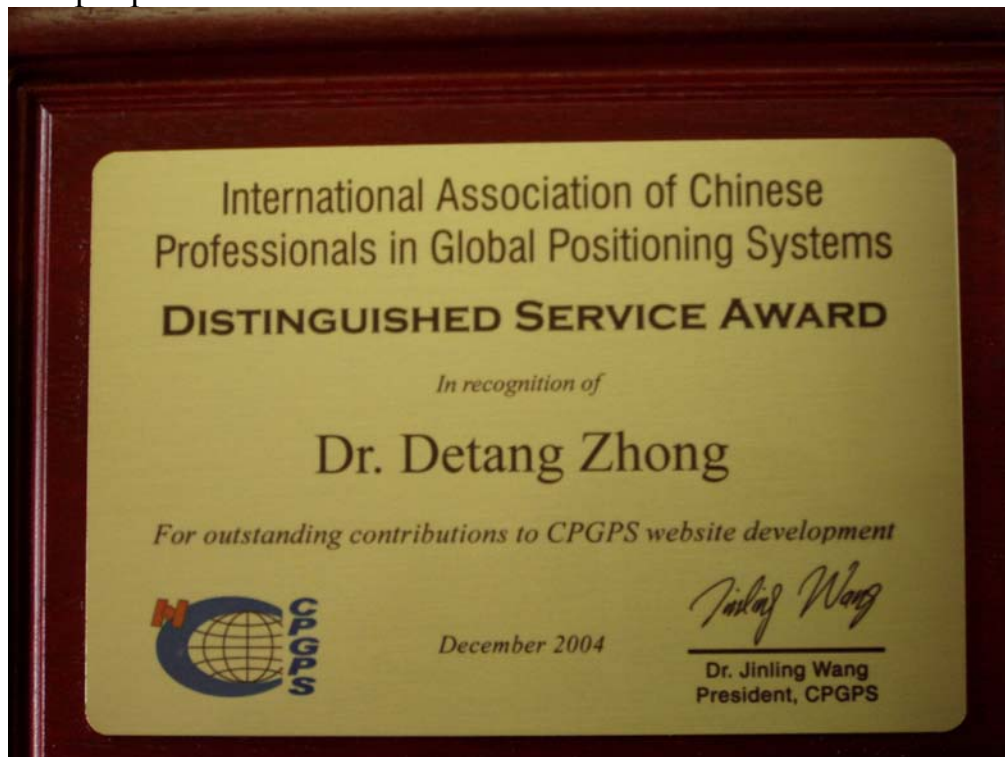 International Association of Chinese
Professionals in Global Positioning Systems
DISTINGUISHED SERVICE AWARD
In recognition of
Dr. Detang Zhong
For outstanding contributions to CPGPS website development
CPGPS
December 2004
Jinling Wang
Dr. Jinling Wang
President, CPGPS